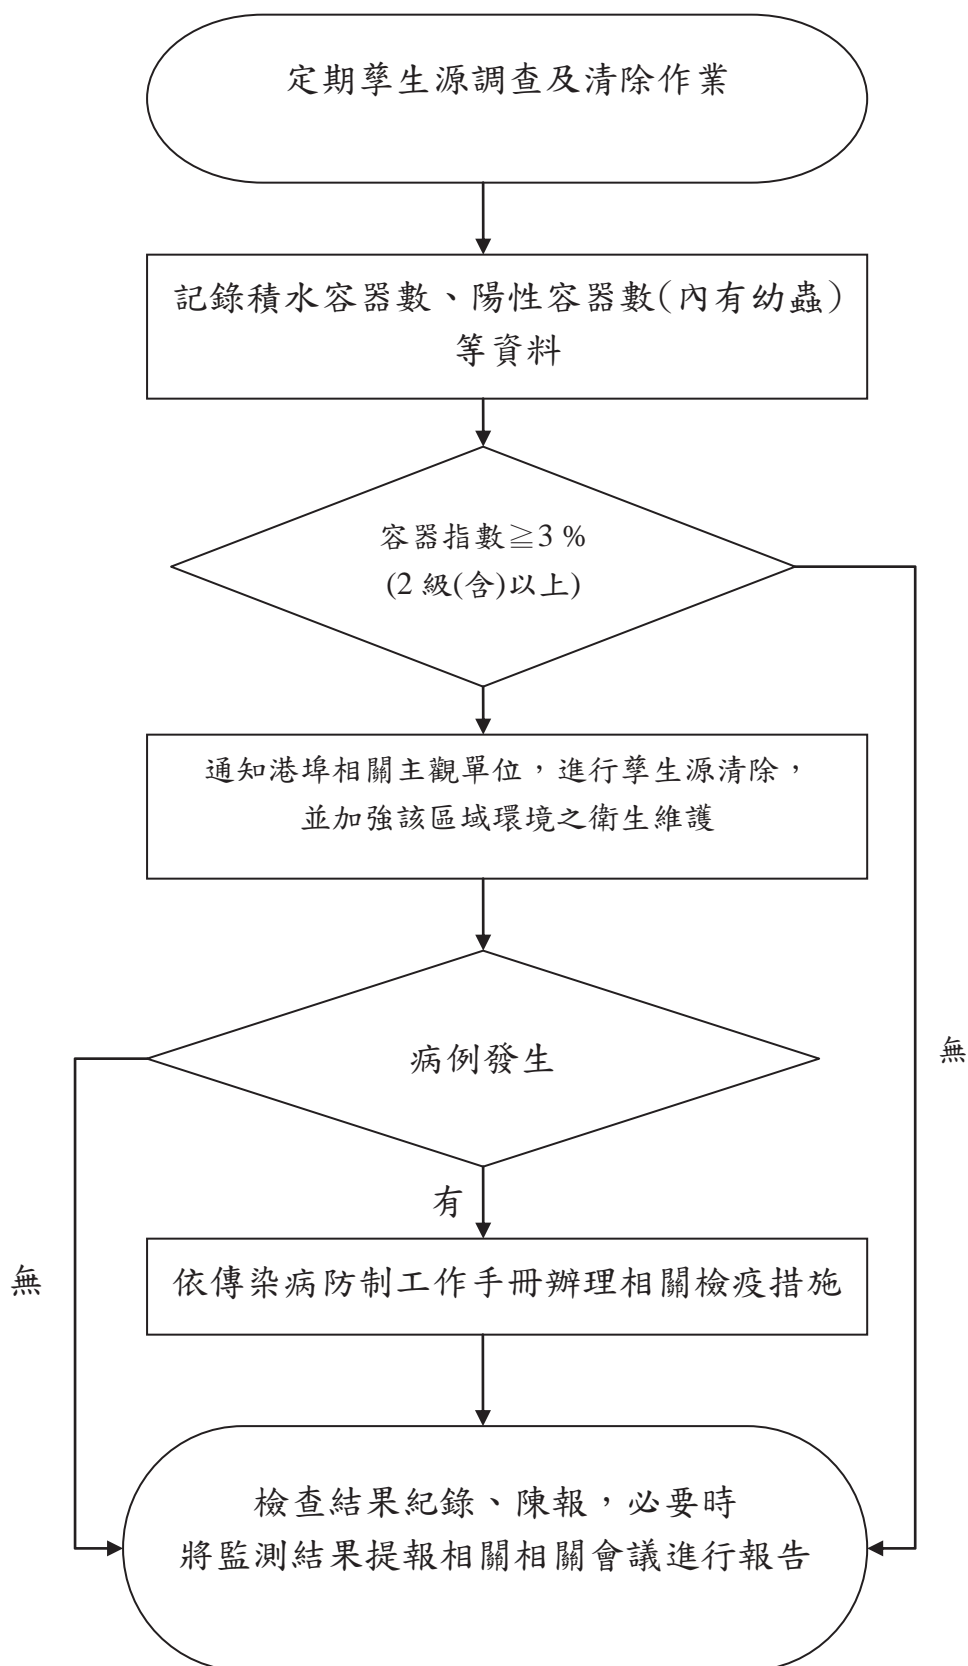 定期孳生源調查及清除作業
記錄積水容器數、陽性容器數(內有幼蟲)
等資料
容器指數≧3 %
(2 級(含)以上)
通知港埠相關主觀單位，進行孳生源清除，
並加強該區域環境之衛生維護
病例發生
無
有
無
依傳染病防制工作手冊辦理相關檢疫措施
檢查結果紀錄、陳報，必要時
將監測結果提報相關相關會議進行報告